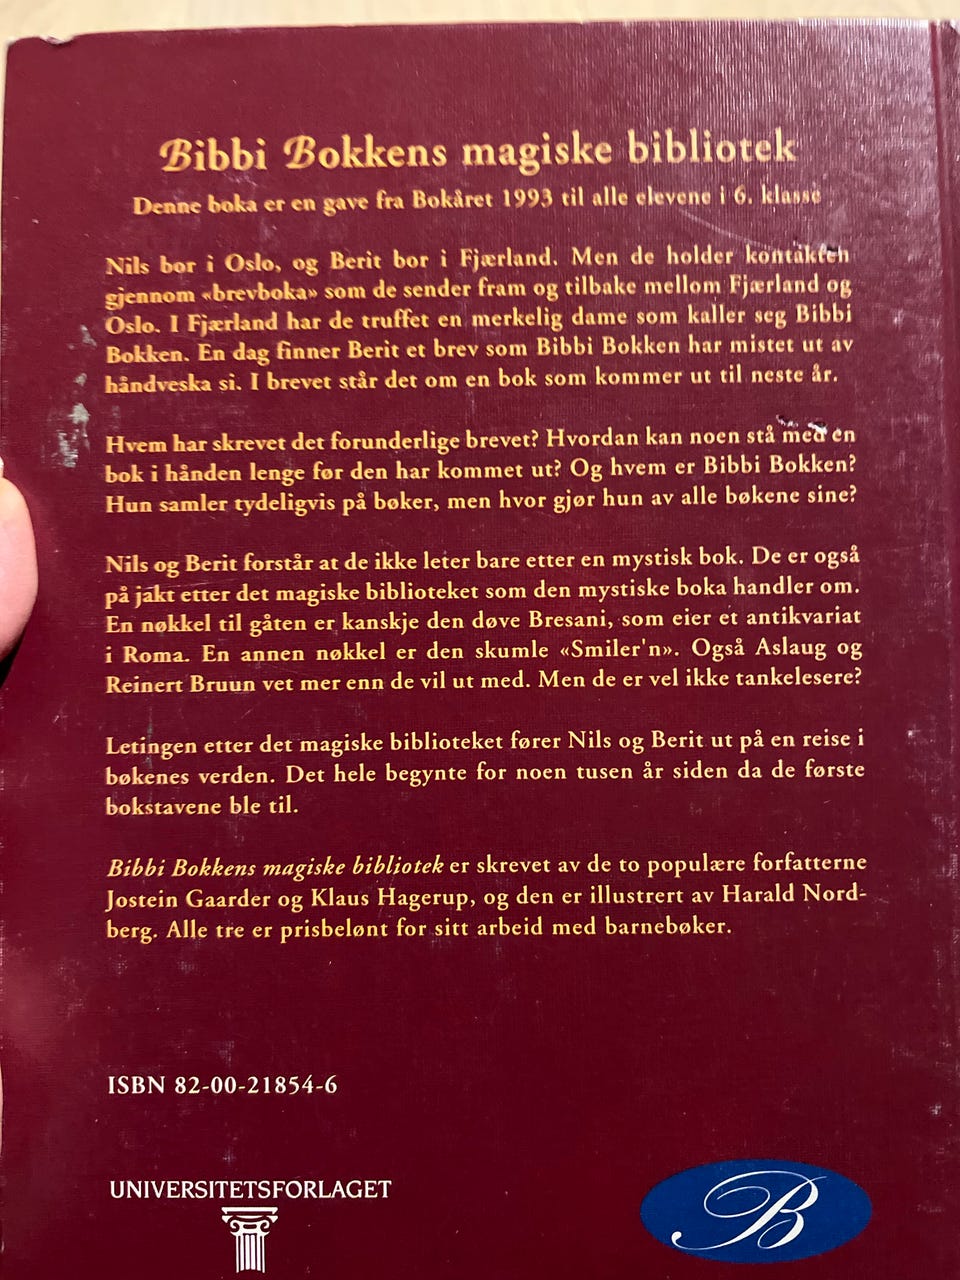 Bibbi Bokkens magiske bibliotek
Denne boka er en gave fra Bokåret 1993 til alle elevene i 6. klasse
Nils bor i Oslo, og Berit bor i Fjærland. Men de holder kontakten
gjennom «brevboka» som de sender fram og tilbake mellom Fjærland og
Oslo. I Fjærland har de truffet en merkelig dame som kaller seg Bibbi
Bokken. En dag finner Berit et brev som Bibbi Bokken har mistet ut av
håndveska si. I brevet står det om en bok som kommer ut til neste år.
Hvem har skrevet det forunderlige brevet? Hvordan kan noen stå med en
bok i hånden lenge før den har kommet ut? Og hvem er Bibbi Bokken?
Hun samler tydeligvis på bøker, men hvor gjør hun av alle bøkene sine?
Nils og Berit forstår at de ikke leter bare etter en mystisk bok. De er også
på jakt etter det magiske biblioteket som den mystiske boka handler om.
En nøkkel til gåten er kanskje den døve Bresani, som eier et antikvariat
i Roma. En annen nøkkel er den skumle «Smiler'n». Også Aslaug og
Reinert Bruun vet mer enn de vil ut med. Men de er vel ikke tankelesere?
Letingen etter det magiske biblioteket fører Nils og Berit ut på en reise i
bøkenes verden. Det hele begynte for noen tusen år siden da de første
bokstavene ble til.
Bibbi Bokkens magiske bibliotek er skrevet av de to populære forfatterne
Jostein Gaarder og Klaus Hagerup, og den er illustrert av Harald Nord-
berg. Alle tre er prisbelønt for sitt arbeid med barnebøker.
ISBN 82-00-21854-6
UNIVERSITETSFORLAGET
B